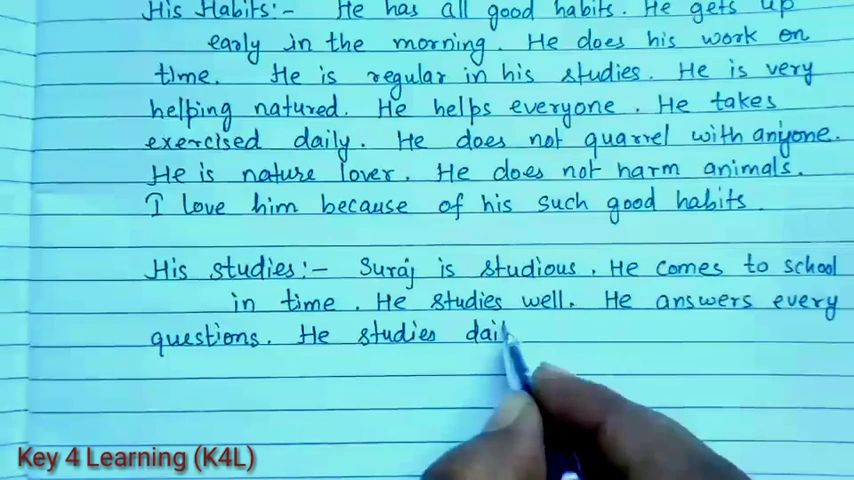 His Habits:- He has all good habits. He gets up
early in the morning. He does his work on
time. He is regular in his studies. He is very
helping natured. He helps everyone. He takes
exercised daily. He does not quarrel with anyone.
He is nature lover. He does not harm animals.
I love him because of his such good habits.
His studies:- Suraj is studious. He comes to school
in time. He studies well. He answers every
questions. He studies dail
Key 4 Learning (K4L)